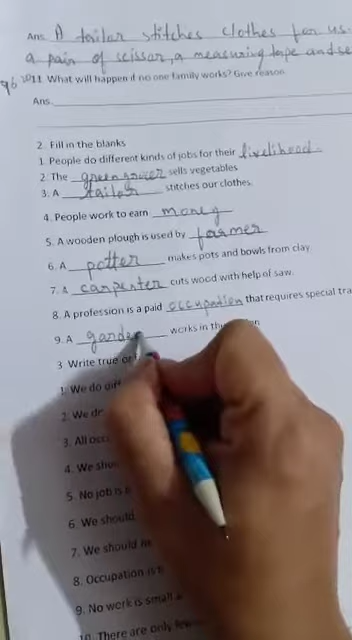 Ans. A tailor stitches clothes for us.
a pair of scissor, a measuring tape and se
2011 What will happen if no one family works? Give reason
Ans.
2. Fill in the blanks
1. People do different kinds of jobs for their livelihood.
2. The greengrocer sells vegetables
3. A tailor stitches our clothes.
4. People work to earn money
5. A wooden plough is used by farmer
6. A potter makes pots and bowls from clay
7. A carpenter cuts wood with help of saw.
8. A profession is a paid occupation that requires special tra
9. A garden works in the
3 Write true or
1. We do
2. We
3. All
4. We
5. No job is
6. We should
7. We should
8. Occupation is
9. No work is small
10. There are only few